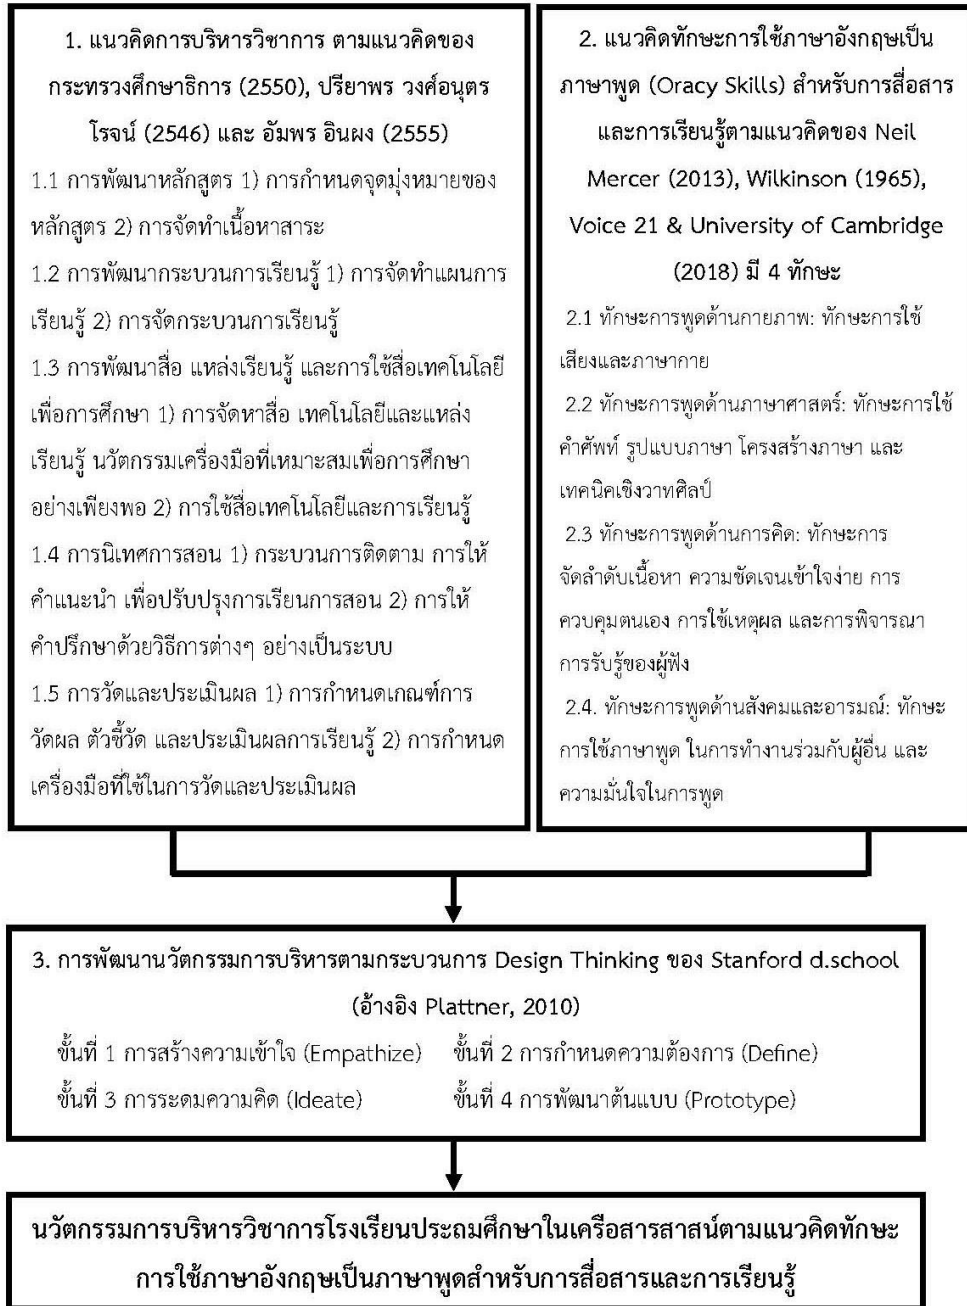 1. แนวคิดการบริหารวิชาการ ตามแนวคิดของ
กระทรวงศึกษาธิการ (2550), ปรียาพร วงศ์อนุตร
โรจน์ (2546) และ อัมพร อินผง (2555)
1.1 การพัฒนาหลักสูตร 1) การกำหนดจุดมุ่งหมายของ
หลักสูตร 2) การจัดทำเนื้อหาสาระ
1.2 การพัฒนากระบวนการเรียนรู้ 1) การจัดทำแผนการ
เรียนรู้ 2) การจัดกระบวนการเรียนรู้
1.3 การพัฒนาสื่อ แหล่งเรียนรู้ และการใช้สื่อเทคโนโลยี
เพื่อการศึกษา 1) การจัดหาสื่อ เทคโนโลยีและแหล่ง
เรียนรู้ นวัตกรรมเครื่องมือที่เหมาะสมเพื่อการศึกษา
อย่างเพียงพอ 2) การใช้สื่อเทคโนโลยีและการเรียนรู้
1.4 การนิเทศการสอน 1) กระบวนการติดตาม การให้
คำแนะนำ เพื่อปรับปรุงการเรียนการสอน 2) การให้
คำปรึกษาด้วยวิธีการต่างๆ อย่างเป็นระบบ
1.5 การวัดและประเมินผล 1) การกำหนดเกณฑ์การ
วัดผล ตัวชี้วัด และประเมินผลการเรียนรู้ 2) การกำหนด
เครื่องมือที่ใช้ในการวัดและประเมินผล
2. แนวคิดทักษะการใช้ภาษาอังกฤษเป็น
ภาษาพูด (Oracy Skills) สำหรับการสื่อสาร
และการเรียนรู้ตามแนวคิดของ Neil
Mercer (2013), Wilkinson (1965),
Voice 21 & University of Cambridge
(2018) มี 4 ทักษะ
2.1 ทักษะการพูดด้านกายภาพ: ทักษะการใช้
เสียงและภาษากาย
2.2 ทักษะการพูดด้านภาษาศาสตร์: ทักษะการใช้
คำศัพท์ รูปแบบภาษา โครงสร้างภาษา และ
เทคนิคเชิงวาทศิลป์
2.3 ทักษะการพูดด้านการคิด: ทักษะการ
จัดลำดับเนื้อหา ความชัดเจนเข้าใจง่าย การ
ควบคุมตนเอง การใช้เหตุผล และการพิจารณา
การรับรู้ของผู้ฟัง
2.4. ทักษะการพูดด้านสังคมและอารมณ์: ทักษะ
การใช้ภาษาพูด ในการทำงานร่วมกับผู้อื่น และ
ความมั่นใจในการพูด
3. การพัฒนานวัตกรรมการบริหารตามกระบวนการ Design Thinking ของ Stanford d.school
(อ้างอิง Plattner, 2010)
ขั้นที่ 1 การสร้างความเข้าใจ (Empathize) ขั้นที่ 2 การกำหนดความต้องการ (Define)
ขั้นที่ 3 การระดมความคิด (Ideate) ขั้นที่ 4 การพัฒนาต้นแบบ (Prototype)
นวัตกรรมการบริหารวิชาการโรงเรียนประถมศึกษาในเครือสารสาสน์ตามแนวคิดทักษะ
การใช้ภาษาอังกฤษเป็นภาษาพูดสำหรับการสื่อสารและการเรียนรู้